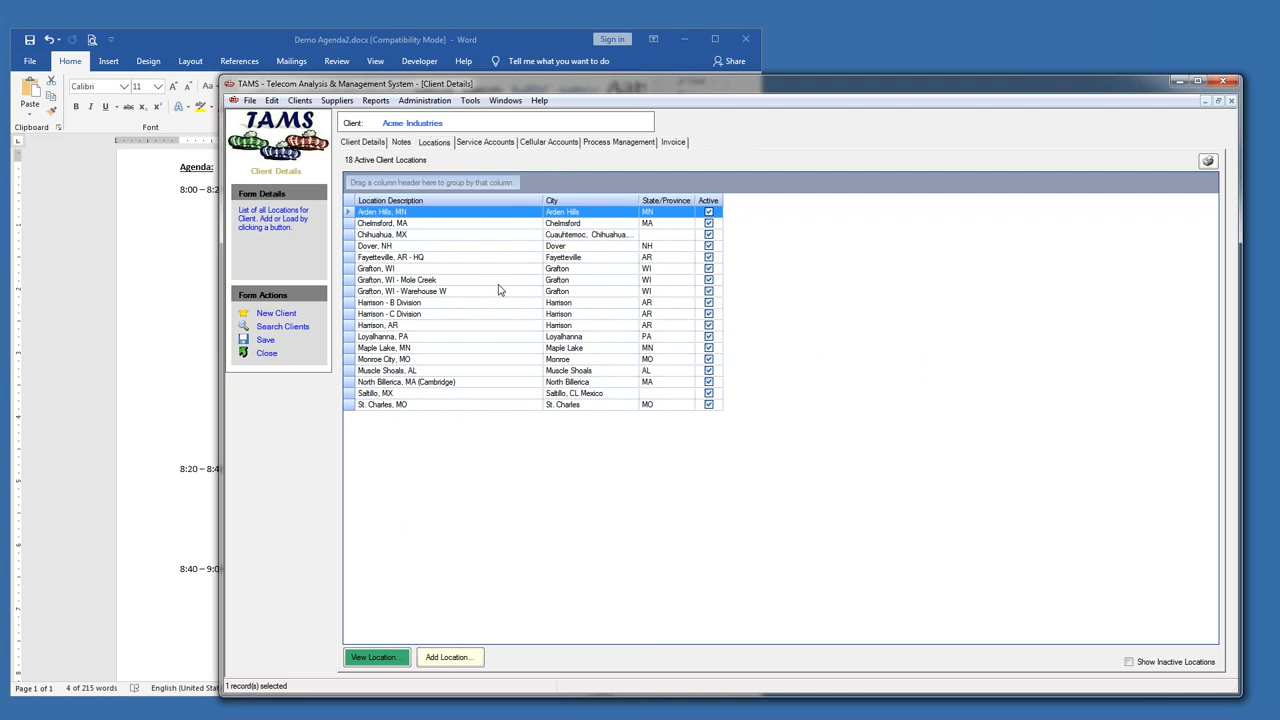 Demo Agenda2.docx [Compatibility Mode] - Word
Sign in
File Home Insert Design Layout References Mailings Review View Developer Help Tell me what you want to do Share
Calibri 11
Paste
B I U abc x₂
Clipboard Font
Agenda:
8:00 – 8:2
8:20 – 8:4
8:40 – 9:0
Page 1 of 1 4 of 215 words English (United Stat
TAMS - Telecom Analysis & Management System - [Client Details]
File Edit Clients Suppliers Reports Administration Tools Windows Help
TAMS
Client Details
Form Details
List of all Locations for
Client. Add or Load by
clicking a button.
Form Actions
New Client
Search Clients
Save
Close
Client: Acme Industries
Client Details Notes Locations Service Accounts Cellular Accounts Process Management Invoice
18 Active Client Locations
Drag a column header here to group by that column.
Location Description City State/Province Active
Arden Hills, MN Arden Hills MN
Chelmsford, MA Chelmsford MA
Chihuahua, MX Cuauhtemoc, Chihuahua,...
Dover, NH Dover NH
Fayetteville, AR - HQ Fayetteville AR
Grafton, WI Grafton WI
Grafton, WI - Mole Creek Grafton WI
Grafton, WI - Warehouse W Grafton WI
Harrison - B Division Harrison AR
Harrison - C Division Harrison AR
Harrison, AR Harrison AR
Loyalhanna, PA Loyalhanna PA
Maple Lake, MN Maple Lake MN
Monroe City, MO Monroe MO
Muscle Shoals, AL Muscle Shoals AL
North Billerica, MA (Cambridge) North Billerica MA
Saltillo, MX Saltillo, CL Mexico
St. Charles, MO St. Charles MO
View Location... Add Location... Show Inactive Locations
1 record(s) selected